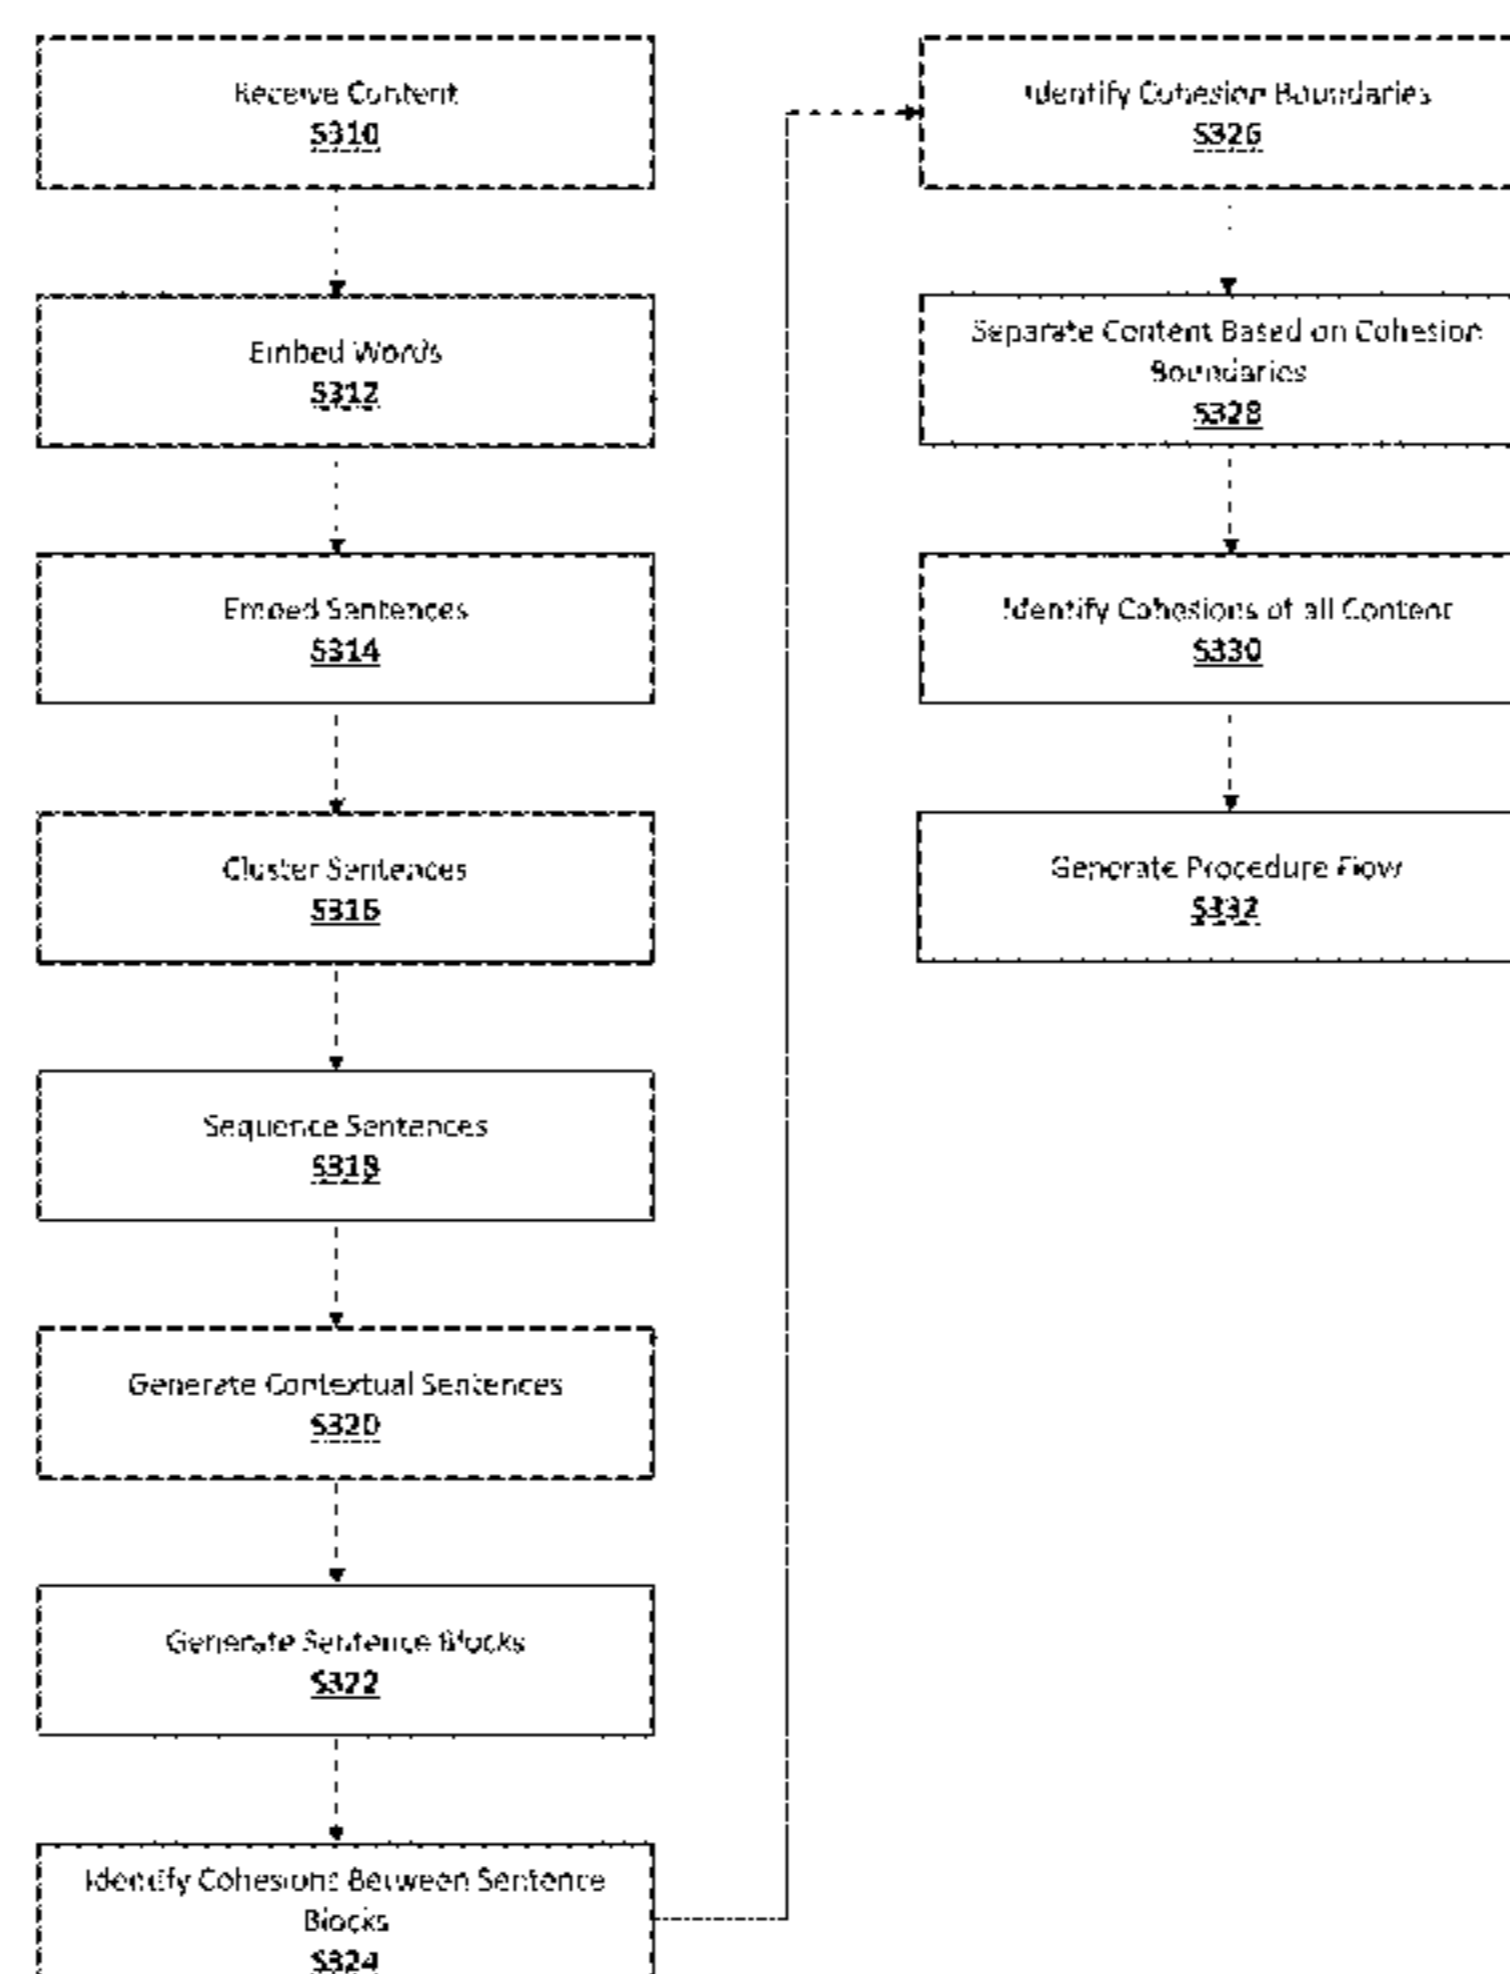 Receive Content
S310
Embed Words
S312
Embed Sentences
S314
Cluster Sentences
S316
Sequence Sentences
S318
Generate Contextual Sentences
S320
Generate Sentence Blocks
S322
Identify Cohesions Between Sentence
Blocks
S324
Identify Cohesion Boundaries
S326
Separate Content Based on Cohesion
Boundaries
S328
Identify Cohesions of all Content
S330
Generate Procedure Flow
S332